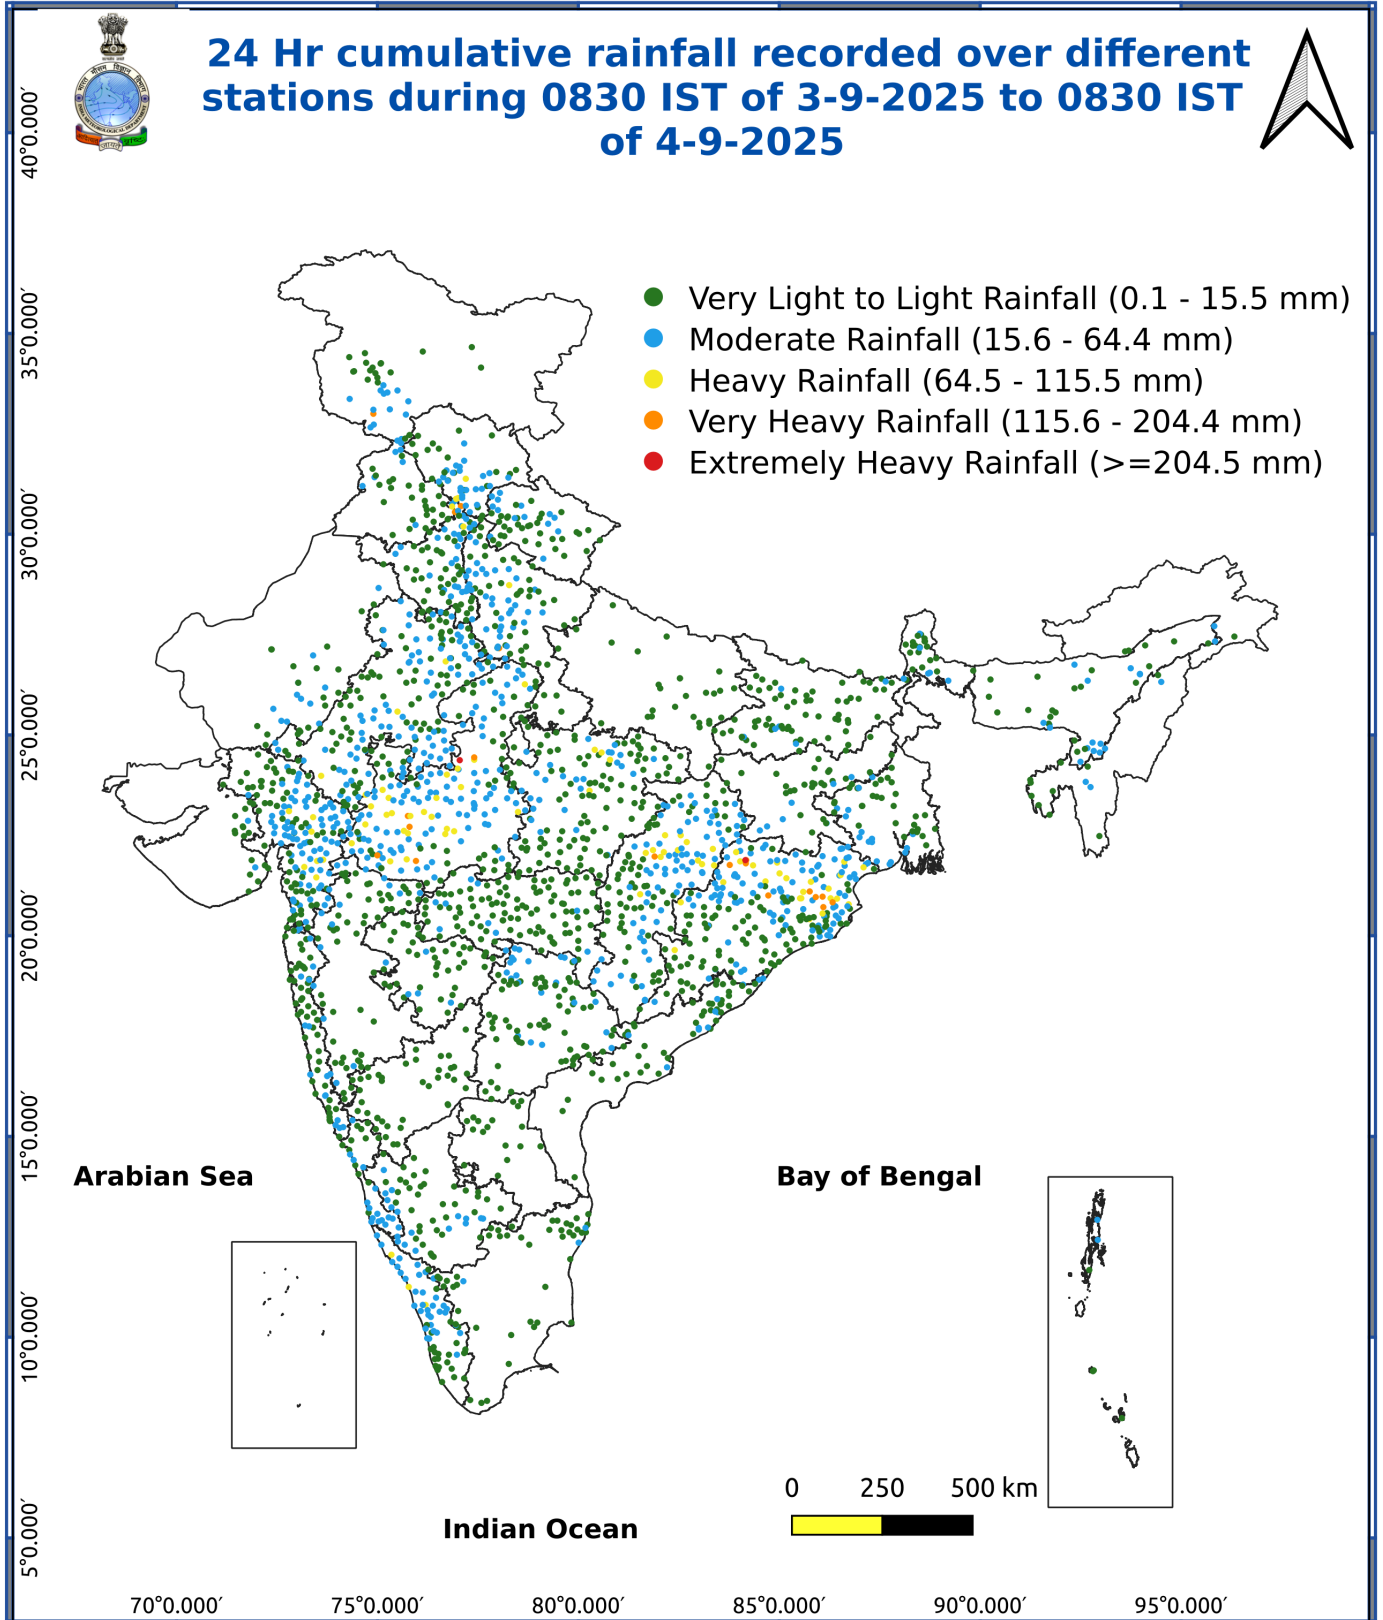 24 Hr cumulative rainfall recorded over different
stations during 0830 IST of 3-9-2025 to 0830 IST
of 4-9-2025
Very Light to Light Rainfall (0.1 - 15.5 mm)
Moderate Rainfall (15.6 - 64.4 mm)
Heavy Rainfall (64.5 - 115.5 mm)
Very Heavy Rainfall (115.6 - 204.4 mm)
Extremely Heavy Rainfall (>=204.5 mm)
40°0.000′
35°0.000′
30°0.000′
25°0.000′
20°0.000′
15°0.000′
10°0.000′
5°0.000′
Arabian Sea
Bay of Bengal
0 250 500 km
Indian Ocean
70°0.000′ 75°0.000′ 80°0.000′ 85°0.000′ 90°0.000′ 95°0.000′